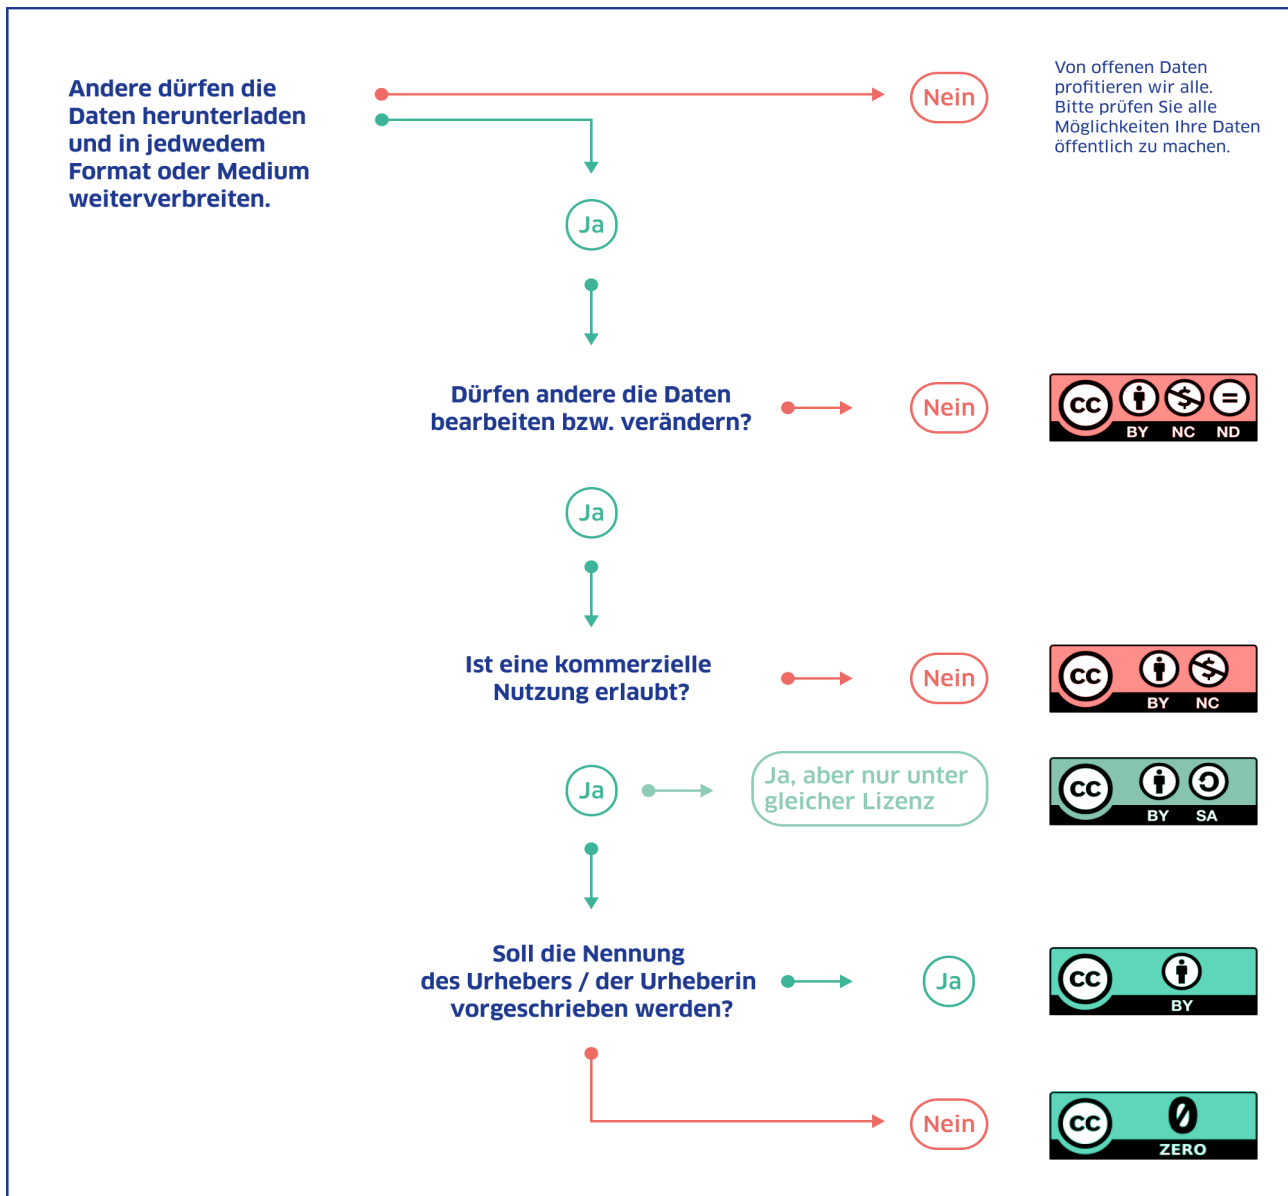 Andere dürfen die
Daten herunterladen
und in jedwedem
Format oder Medium
weiterverbreiten.
Nein
Von offenen Daten
profitieren wir alle.
Bitte prüfen Sie alle
Möglichkeiten Ihre Daten
öffentlich zu machen.
Ja
Dürfen andere die Daten
bearbeiten bzw. verändern?
Nein
CC
BY NC ND
Ja
Ist eine kommerzielle
Nutzung erlaubt?
Nein
CC
BY NC
Ja
Ja, aber nur unter
gleicher Lizenz
CC
BY SA
Soll die Nennung
des Urhebers / der Urheberin
vorgeschrieben werden?
Ja
CC
BY
Nein
CC
0
ZERO